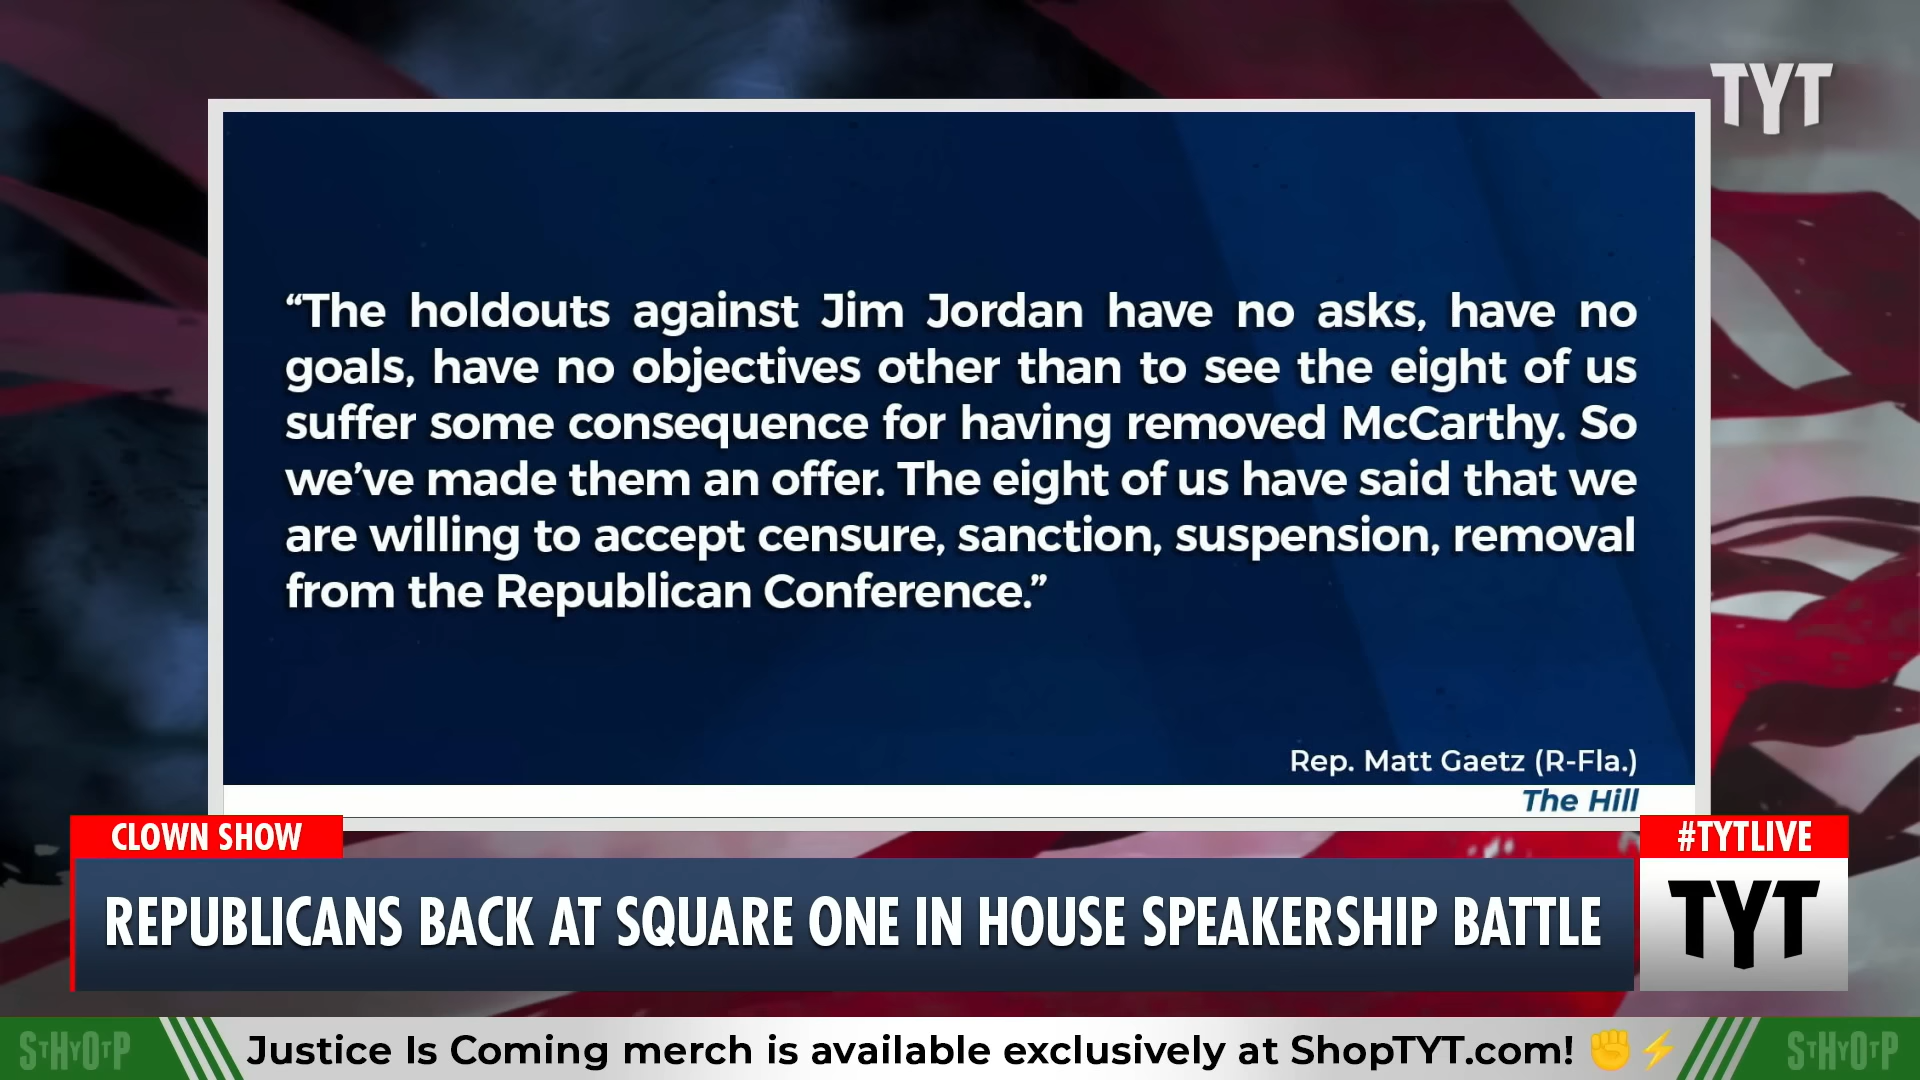 TYT
“The holdouts against Jim Jordan have no asks, have no
goals, have no objectives other than to see the eight of us
suffer some consequence for having removed McCarthy. So
we’ve made them an offer. The eight of us have said that we
are willing to accept censure, sanction, suspension, removal
from the Republican Conference.”
Rep. Matt Gaetz (R-Fla.)
The Hill
CLOWN SHOW
#TYTLIVE
REPUBLICANS BACK AT SQUARE ONE IN HOUSE SPEAKERSHIP BATTLE
TYT
STHYOTP
Justice Is Coming merch is available exclusively at ShopTYT.com! ✊⚡
STHYOTP